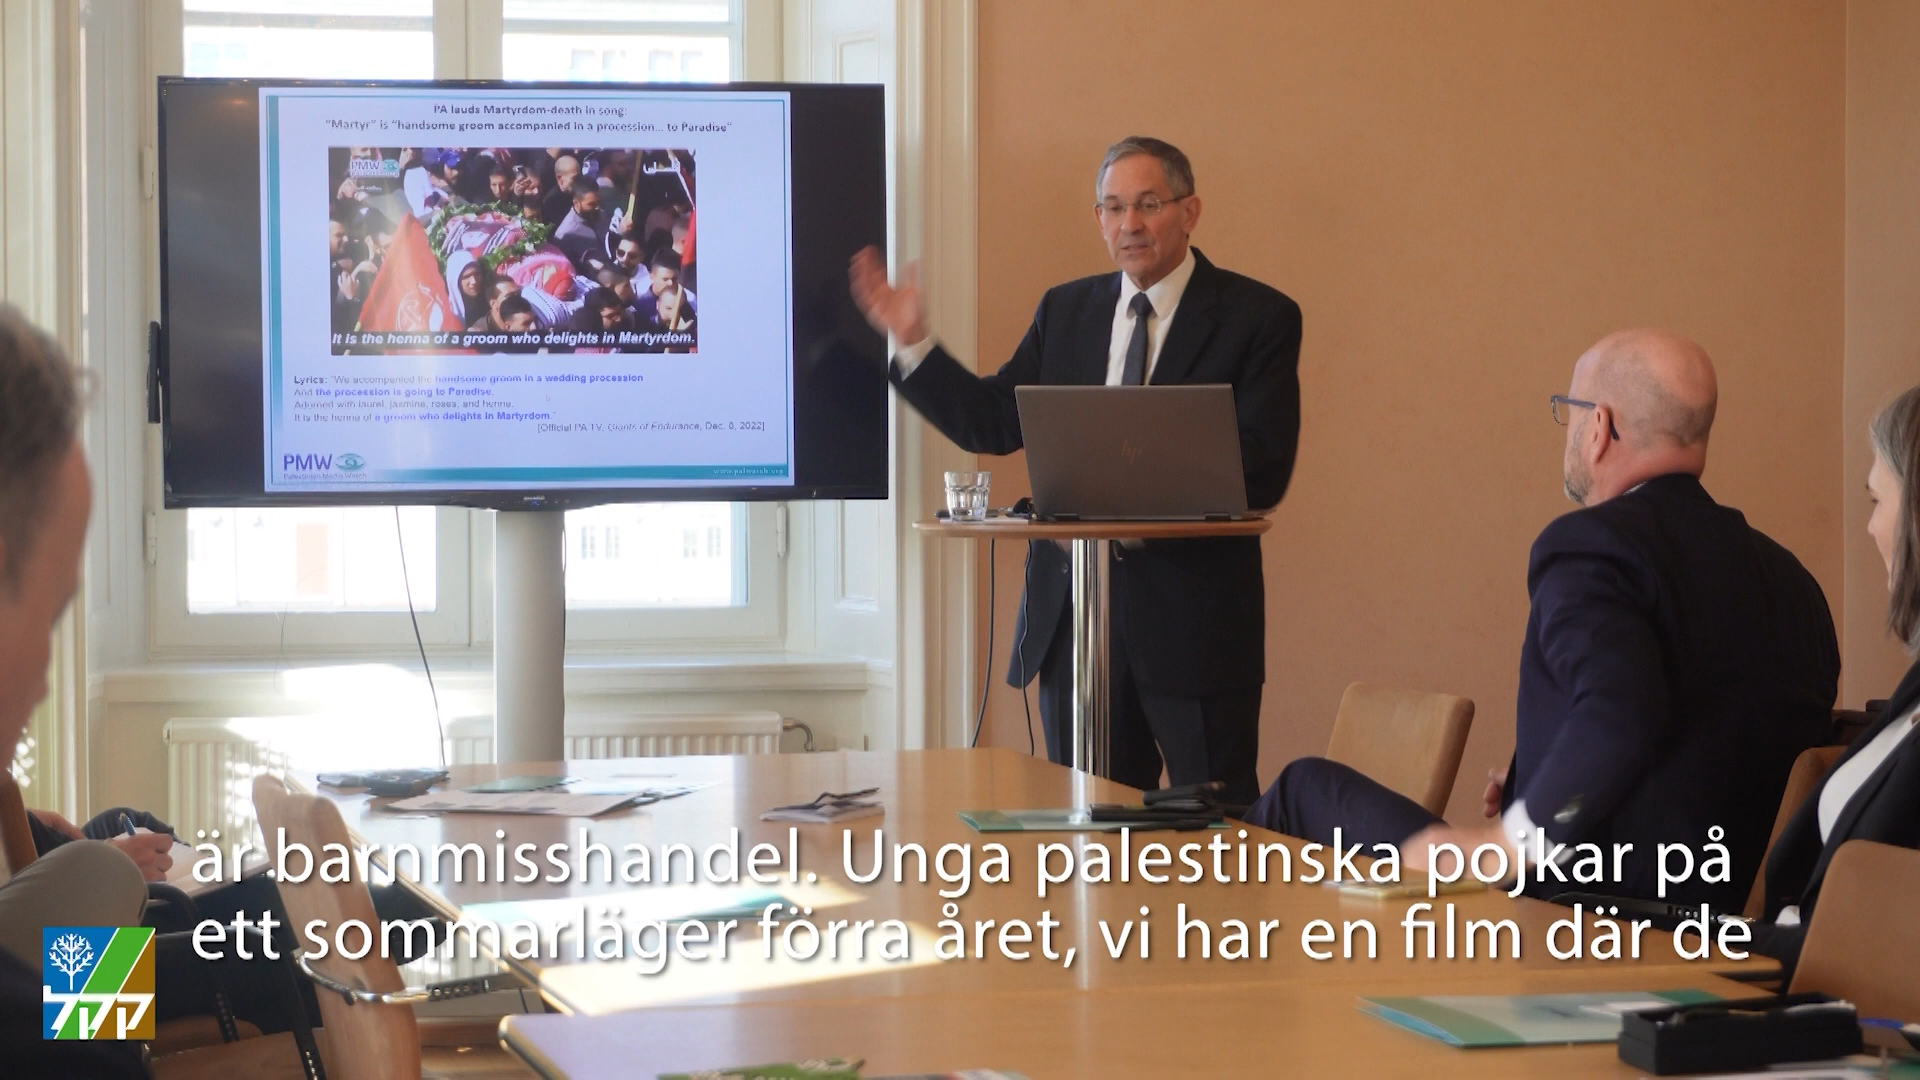 PA lauds Martyrdom-death in song:
"Martyr" is "handsome groom accompanied in a procession... to Paradise"
PMW
It is the henna of a groom who delights in Martyrdom.
Lyrics: "We accompanied the handsome groom in a wedding procession
And the procession is going to Paradise,
Adorned with laurel, jasmine, roses, and henna.
It is the henna of a groom who delights in Martyrdom."
[Official PA TV, Giants of Endurance, Dec. 8, 2022]
PMW
Palestinian Media Watch
www.palwatch.org
hp
är barnmisshandel. Unga palestinska pojkar på
ett sommarläger förra året, vi har en film där de
קקל